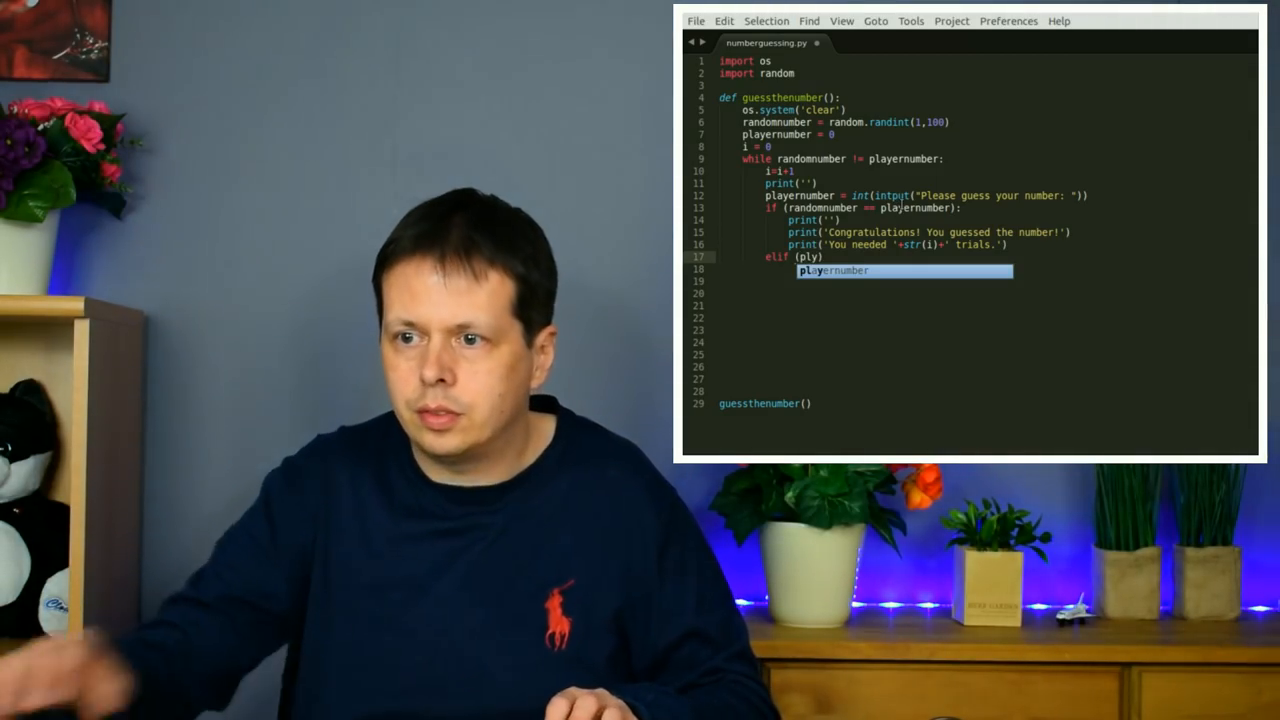 File Edit Selection Find View Goto Tools Project Preferences Help
numberguessing.py
1 import os
2 import random
3
4 def guessthenumber():
5 os.system('clear')
6 randomnumber = random.randint(1,100)
7 playernumber = 0
8 i = 0
9 while randomnumber != playernumber:
10 i=i+1
11 print('')
12 playernumber = int(intput("Please guess your number: "))
13 if (randomnumber == playernumber):
14 print('')
15 print('Congratulations! You guessed the number!')
16 print('You needed '+str(i)+' trials.')
17 elif (ply)
18 playernumber
19
20
21
22
23
24
25
26
27
28
29 guessthenumber()